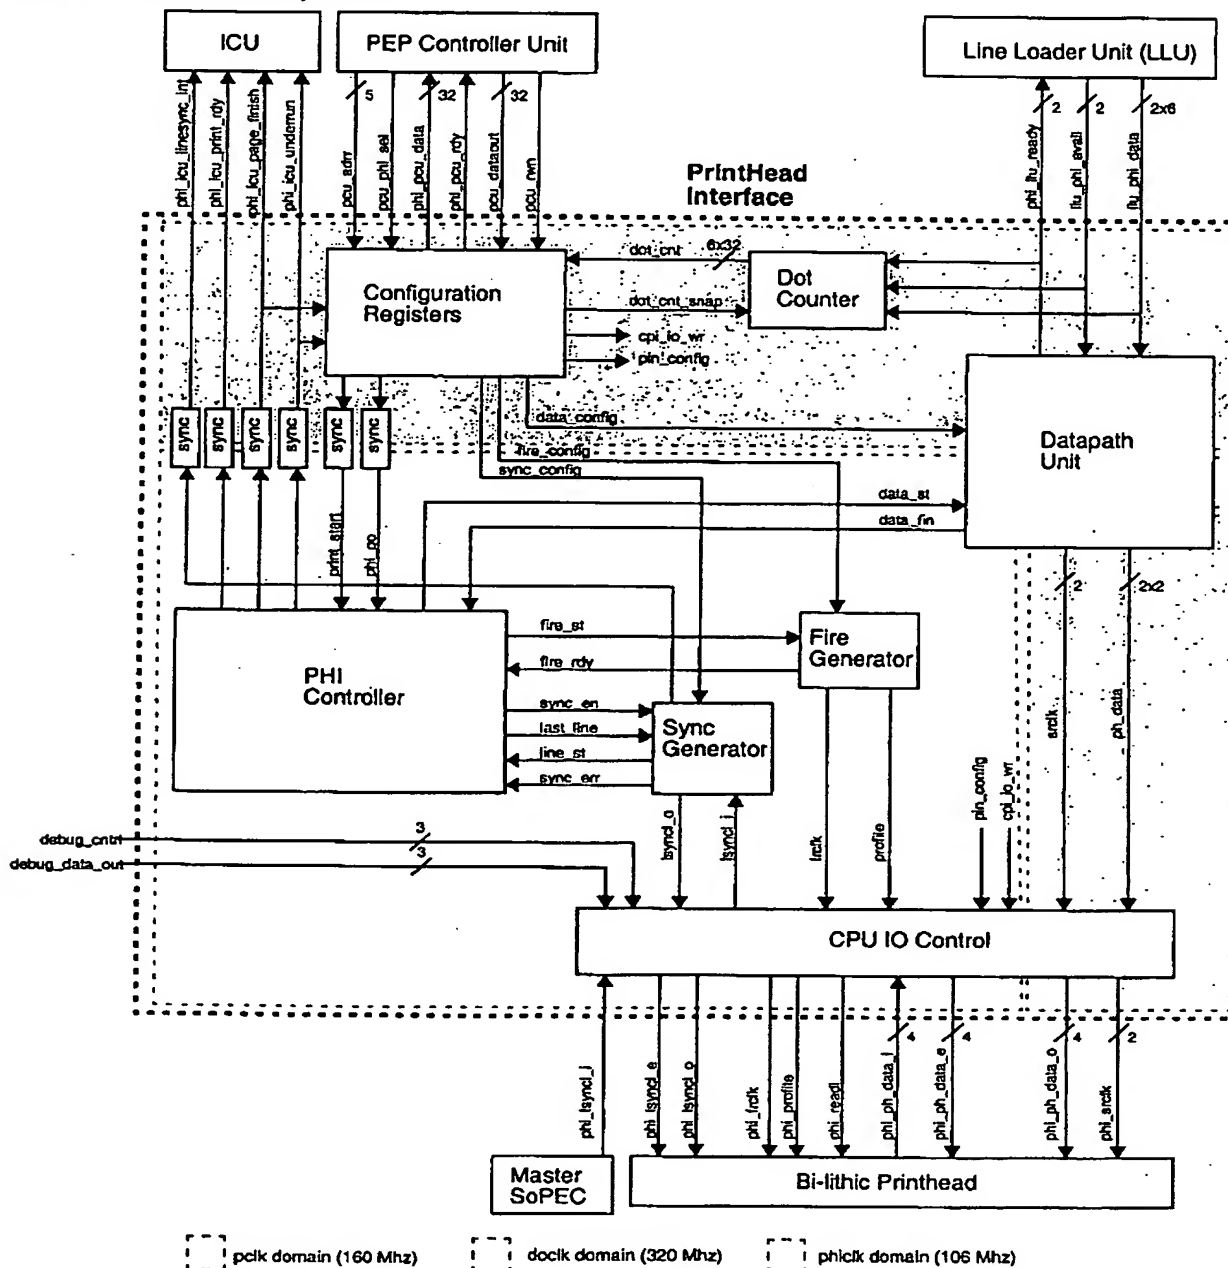 ICU
PEP Controller Unit
Line Loader Unit (LLU)
phi_icu_linesync_int
phi_icu_print_rdy
phi_icu_page_finish
phi_icu_underrun
5
32
32
pcu_adrr
pcu_phi_sel
phi_pcu_data
phi_pcu_rdy
pcu_dataout
pcu_rwn
2
2
2x6
phi_llu_ready
llu_phi_avail
llu_phi_data
PrintHead
Interface
Configuration
Registers
dot_cnt
6x32
dot_cnt_snap
cpi_io_wr
pin_config
Dot
Counter
sync
sync
sync
sync
sync
sync
data_config
fire_config
sync_config
Datapath
Unit
data_st
data_fin
print_start
phi_go
2
2x2
PHI
Controller
fire_st
fire_rdy
sync_en
last_line
line_st
sync_err
Fire
Generator
Sync
Generator
srclk
ph_data
pin_config
cpi_io_wr
lsyncl_o
lsyncl_i
frclk
profile
debug_cntrl
3
debug_data_out
3
CPU IO Control
4
4
4
2
phi_lsyncl_i
phi_lsyncl_e
phi_lsyncl_o
phi_frclk
phi_profile
phi_readl
phi_ph_data_i
phi_ph_data_e
phi_ph_data_o
phi_srclk
Master
SoPEC
Bi-lithic Printhead
pclk domain (160 Mhz)
doclk domain (320 Mhz)
phiclk domain (106 Mhz)